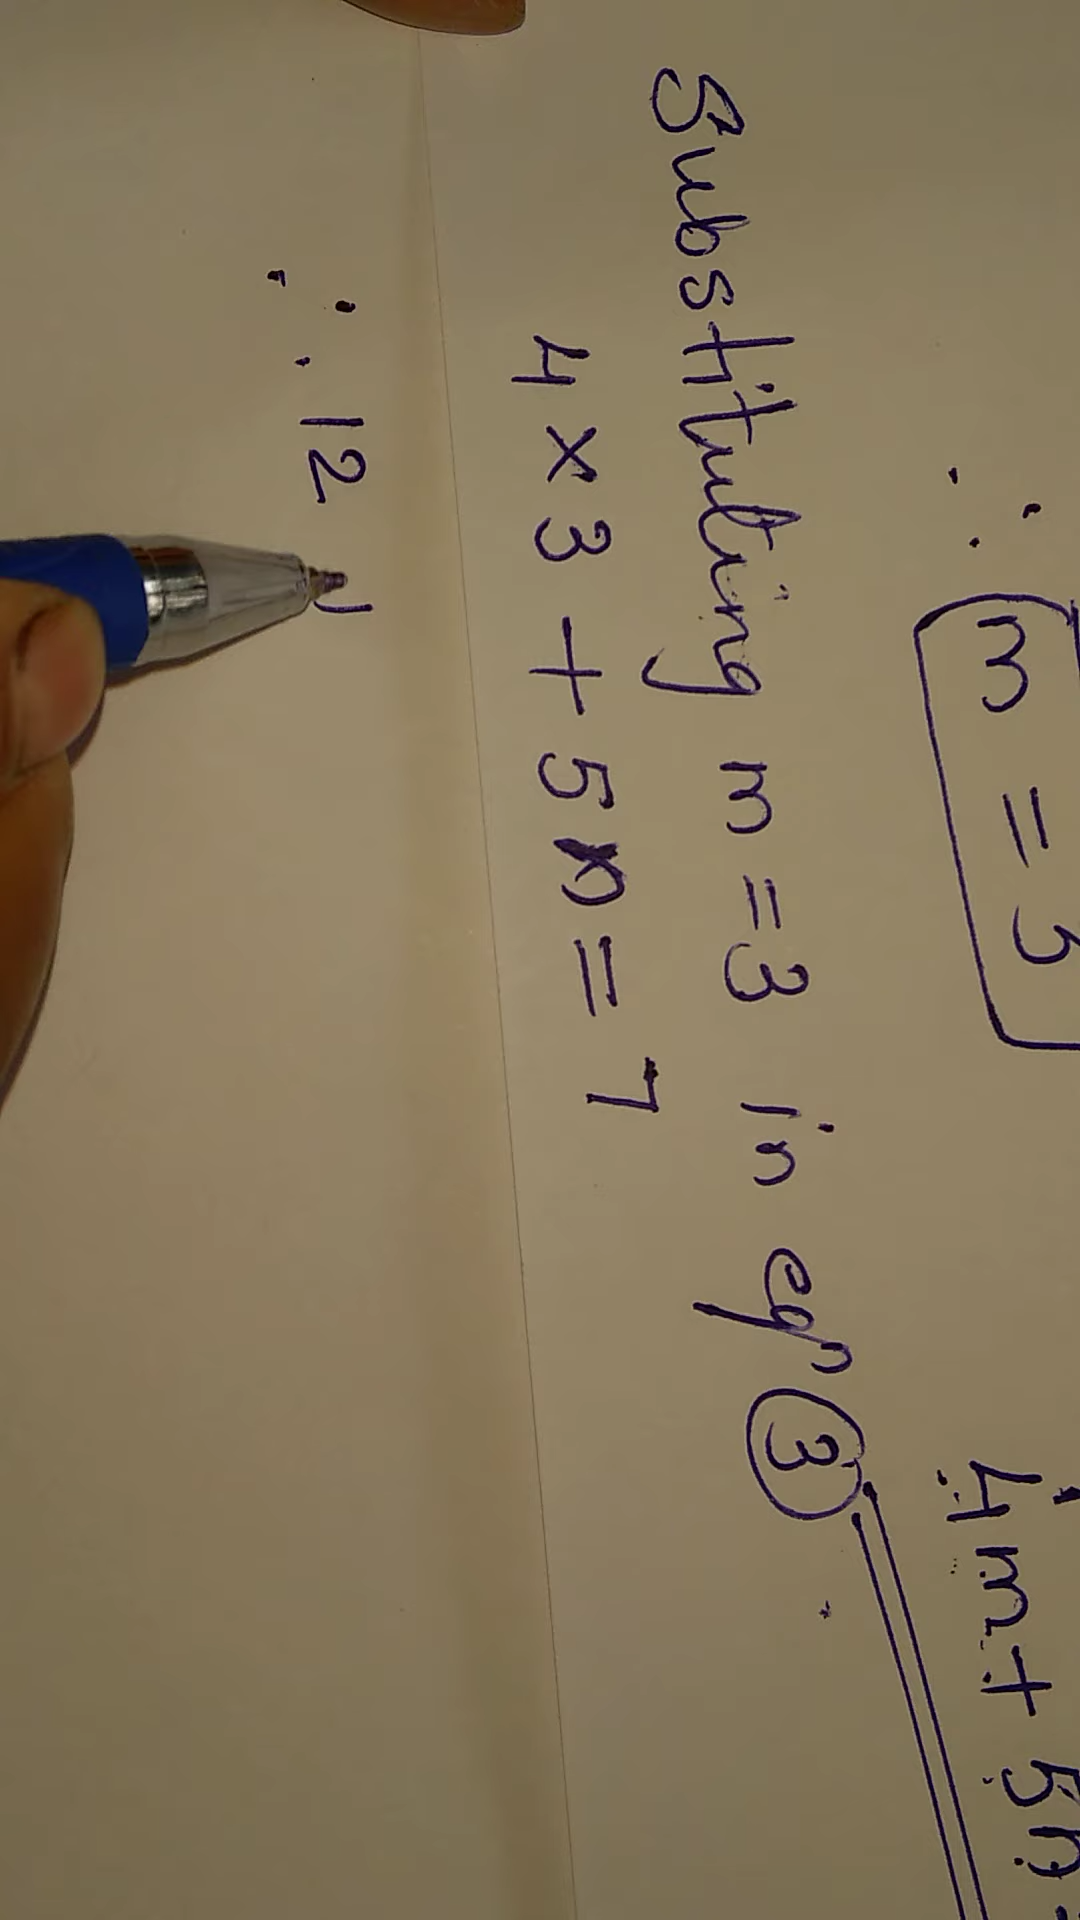 ∴ m = 3
4m + 5n =
Substituting m = 3 in eqn 3
4 × 3 + 5n = 7
∴ 12